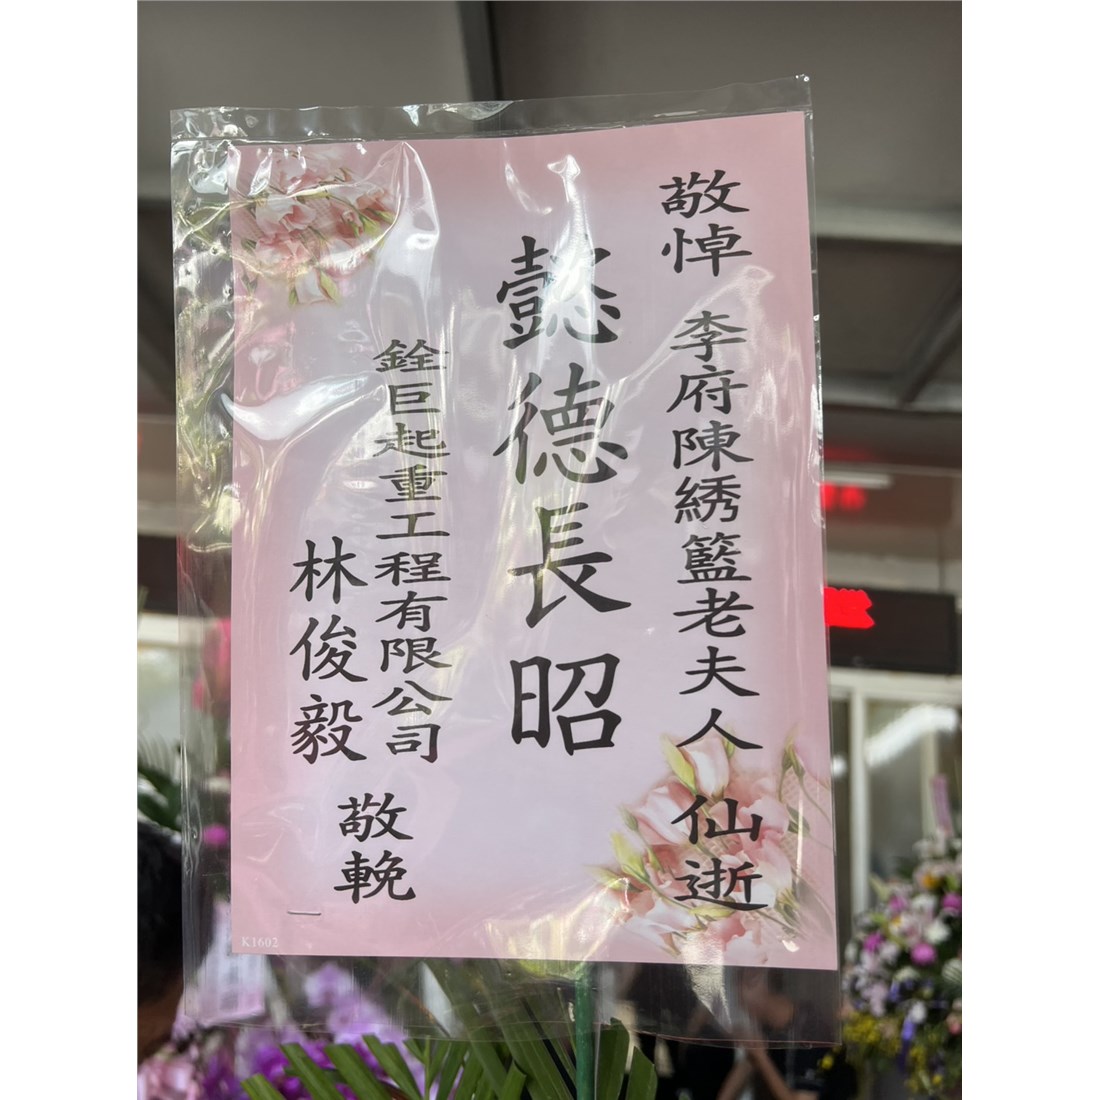 敬悼 李府陳綉籃老夫人 仙逝
懿德長昭
銓巨起重工程有限公司
林俊毅
敬輓
K1602